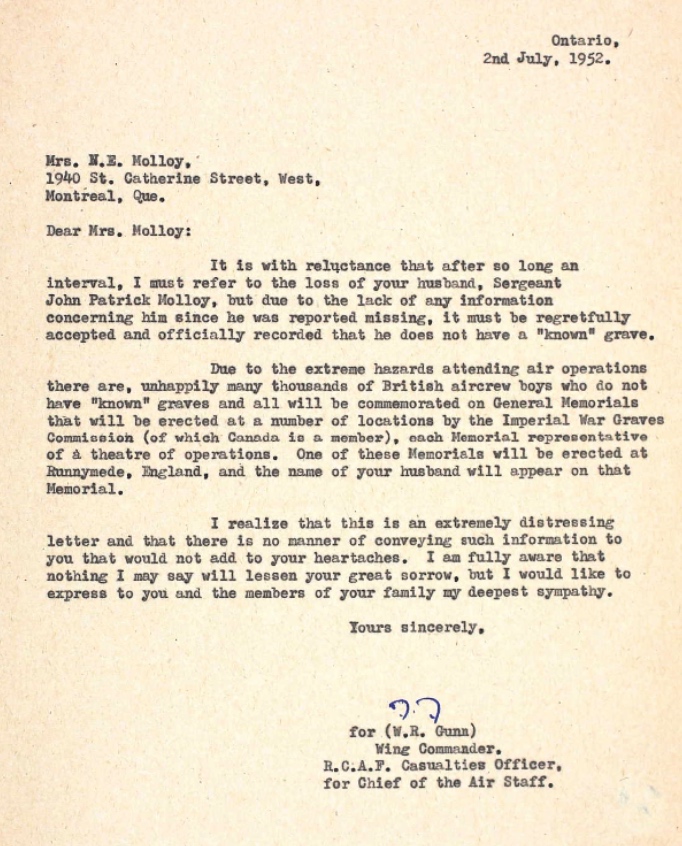 Ontario,
2nd July, 1952.
Mrs. N.E. Molloy,
1940 St. Catherine Street, West,
Montreal, Que.
Dear Mrs. Molloy:
It is with reluctance that after so long an
interval, I must refer to the loss of your husband, Sergeant
John Patrick Molloy, but due to the lack of any information
concerning him since he was reported missing, it must be regretfully
accepted and officially recorded that he does not have a "known" grave.
Due to the extreme hazards attending air operations
there are, unhappily many thousands of British aircrew boys who do not
have "known" graves and all will be commemorated on General Memorials
that will be erected at a number of locations by the Imperial War Graves
Commission (of which Canada is a member), each Memorial representative
of a theatre of operations. One of these Memorials will be erected at
Runnymede, England, and the name of your husband will appear on that
Memorial.
I realize that this is an extremely distressing
letter and that there is no manner of conveying such information to
you that would not add to your heartaches. I am fully aware that
nothing I may say will lessen your great sorrow, but I would like to
express to you and the members of your family my deepest sympathy.
Yours sincerely,
for (W.R. Gunn)
Wing Commander.
R.C.A.F. Casualties Officer,
for Chief of the Air Staff.